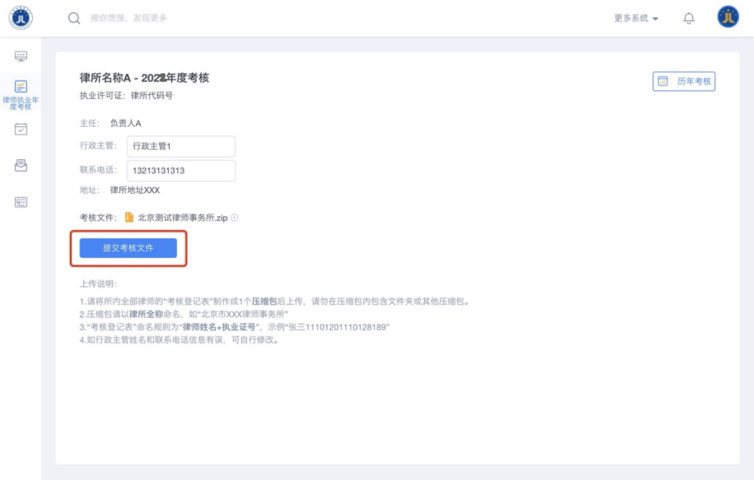 搜你想搜，发现更多
更多系统
律师执业年
度考核
律所名称A - 2022年度考核
历年考核
执业许可证： 律所代码号
主任： 负责人A
行政主管： 行政主管1
联系电话： 13213131313
地址： 律所地址XXX
考核文件： 北京测试律师事务所.zip
提交考核文件
上传说明：
1.请将所内全部律师的“考核登记表”制作成1个压缩包后上传，请勿在压缩包内包含文件夹或其他压缩包。
2.压缩包请以律所全称命名，如“北京市XXX律师事务所”
3.“考核登记表”命名规则为“律师姓名+执业证号”，示例“张三11101201110128189”
4.如行政主管姓名和联系电话信息有误，可自行修改。